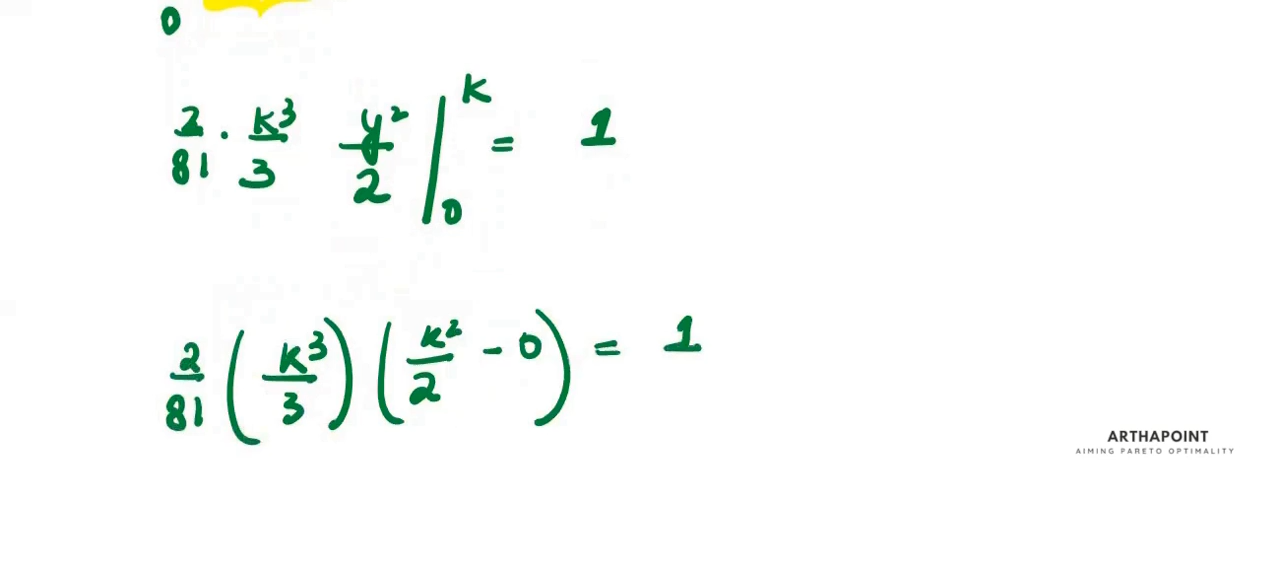 0
2/81 · k³/3 y²/2 |₀ᵏ = 1
2/81 (k³/3) (k²/2 - 0) = 1
ARTHAPOINT
AIMING PARETO OPTIMALITY